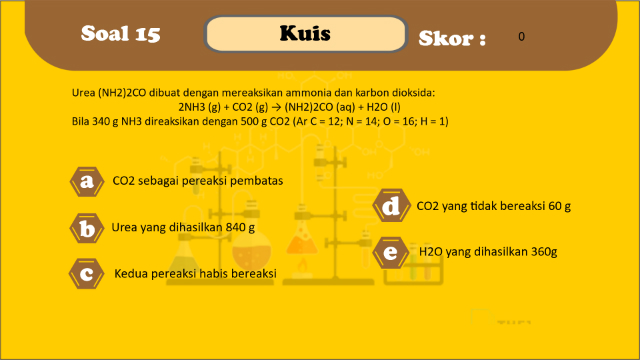 Soal 15
Kuis
Skor :
0
Urea (NH2)2CO dibuat dengan mereaksikan ammonia dan karbon dioksida:
2NH3 (g) + CO2 (g) → (NH2)2CO (aq) + H2O (l)
Bila 340 g NH3 direaksikan dengan 500 g CO2 (Ar C = 12; N = 14; O = 16; H = 1)
a CO2 sebagai pereaksi pembatas
b Urea yang dihasilkan 840 g
c Kedua pereaksi habis bereaksi
d CO2 yang tidak bereaksi 60 g
e H2O yang dihasilkan 360g